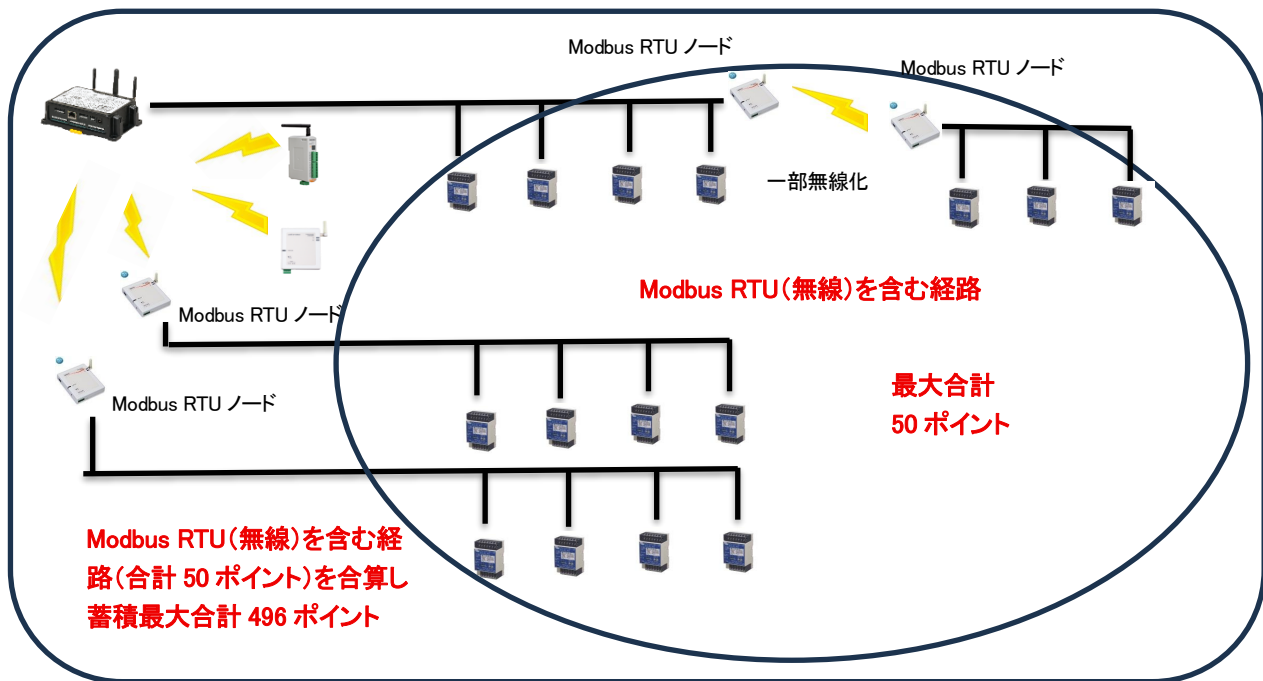 Modbus RTU ノード
Modbus RTU ノード
一部無線化
Modbus RTU(無線)を含む経路
Modbus RTU ノード
最大合計
50 ポイント
Modbus RTU ノード
Modbus RTU(無線)を含む経
路(合計 50 ポイント)を合算し
蓄積最大合計 496 ポイント